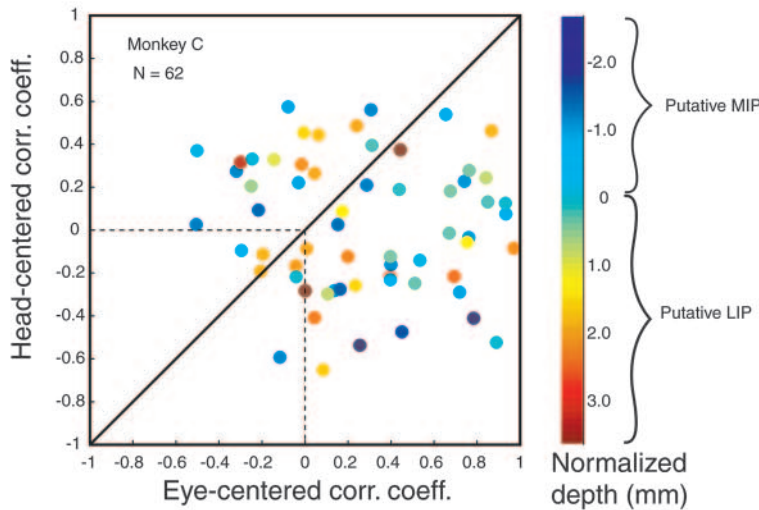 Monkey C
N = 62
Head-centered corr. coeff.
1
0.8
0.6
0.4
0.2
0
-0.2
-0.4
-0.6
-0.8
-1
-1 -0.8 -0.6 -0.4 -0.2 0 0.2 0.4 0.6 0.8 1
Eye-centered corr. coeff.
-2.0
-1.0
0
1.0
2.0
3.0
Normalized
depth (mm)
Putative MIP
Putative LIP